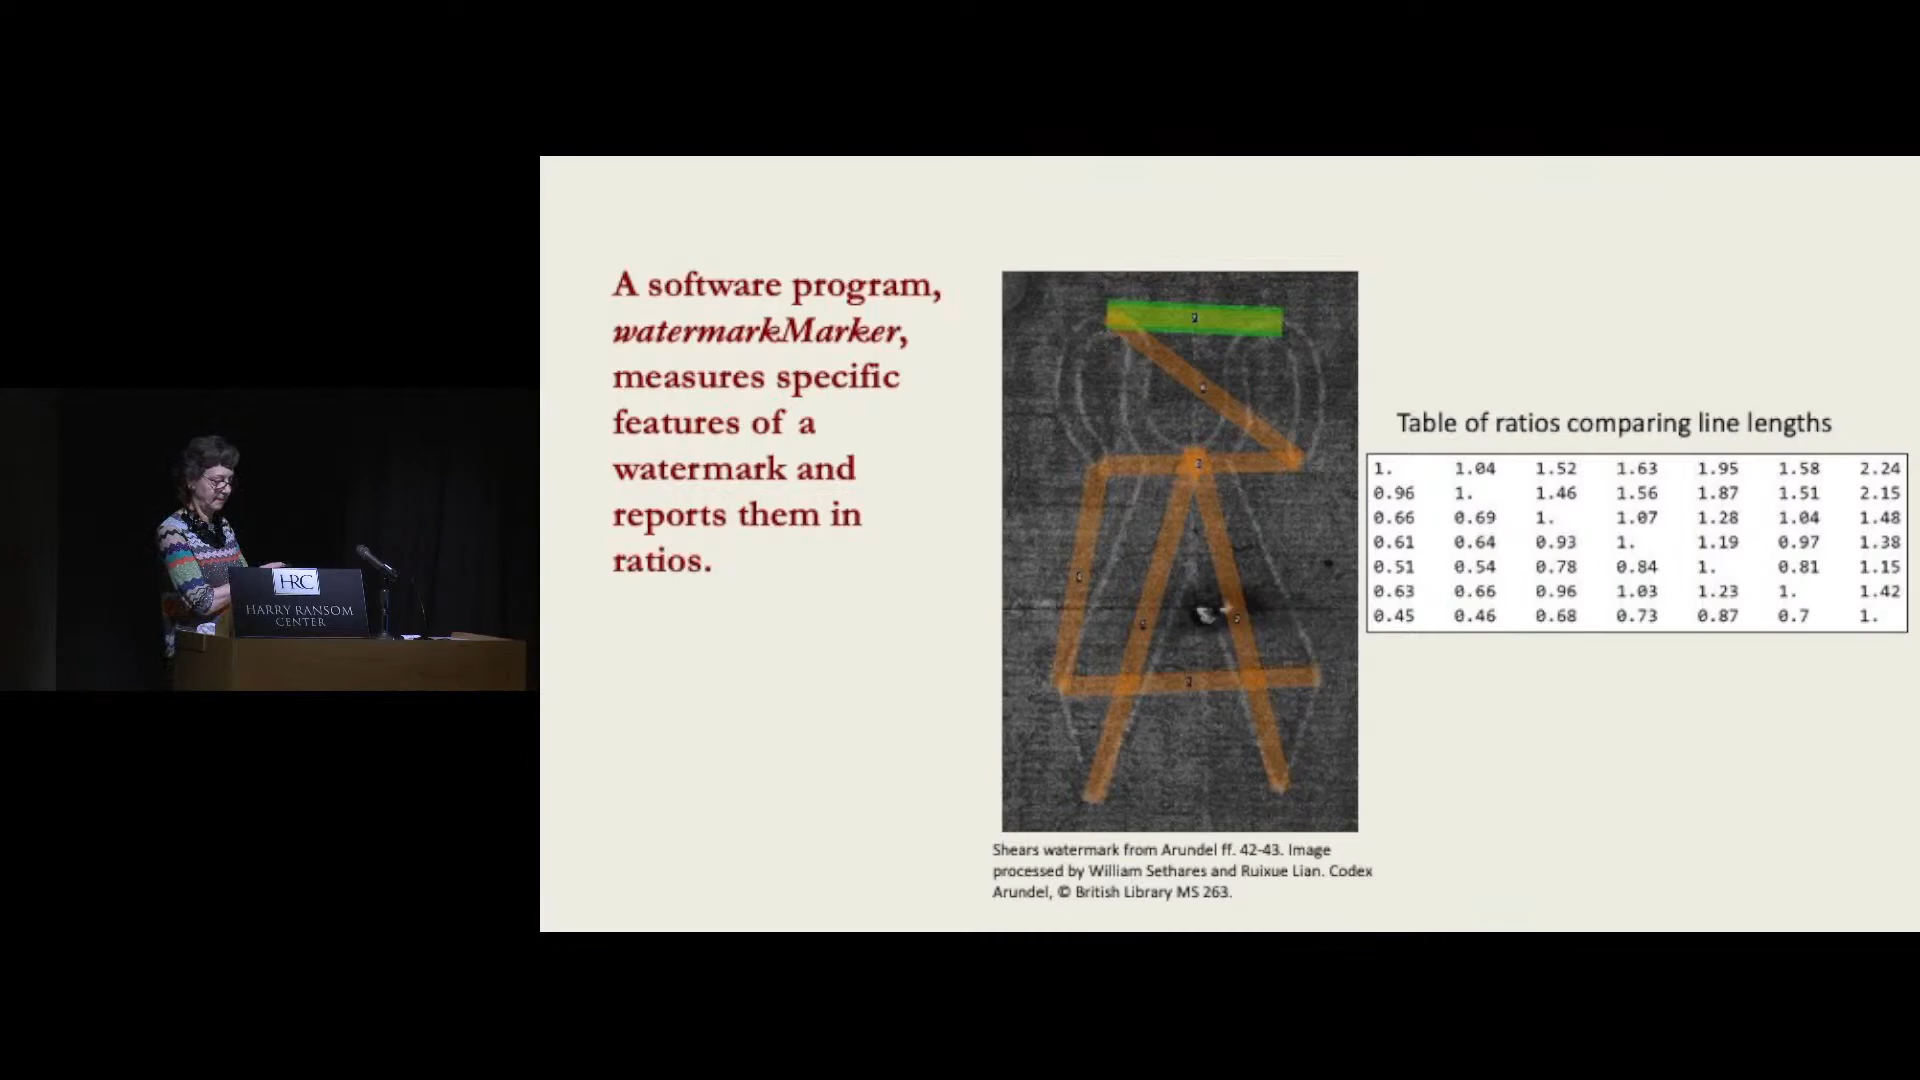 A software program,
watermarkMarker,
measures specific
features of a
watermark and
reports them in
ratios.
Table of ratios comparing line lengths
1. 1.04 1.52 1.63 1.95 1.58 2.24
0.96 1. 1.46 1.56 1.87 1.51 2.15
0.66 0.69 1. 1.07 1.28 1.04 1.48
0.61 0.64 0.93 1. 1.19 0.97 1.38
0.51 0.54 0.78 0.84 1. 0.81 1.15
0.63 0.66 0.96 1.03 1.23 1. 1.42
0.45 0.46 0.68 0.73 0.87 0.7 1.
Shears watermark from Arundel ff. 42-43. Image
processed by William Sethares and Ruixue Lian. Codex
Arundel, © British Library MS 263.
HRC
HARRY RANSOM
CENTER